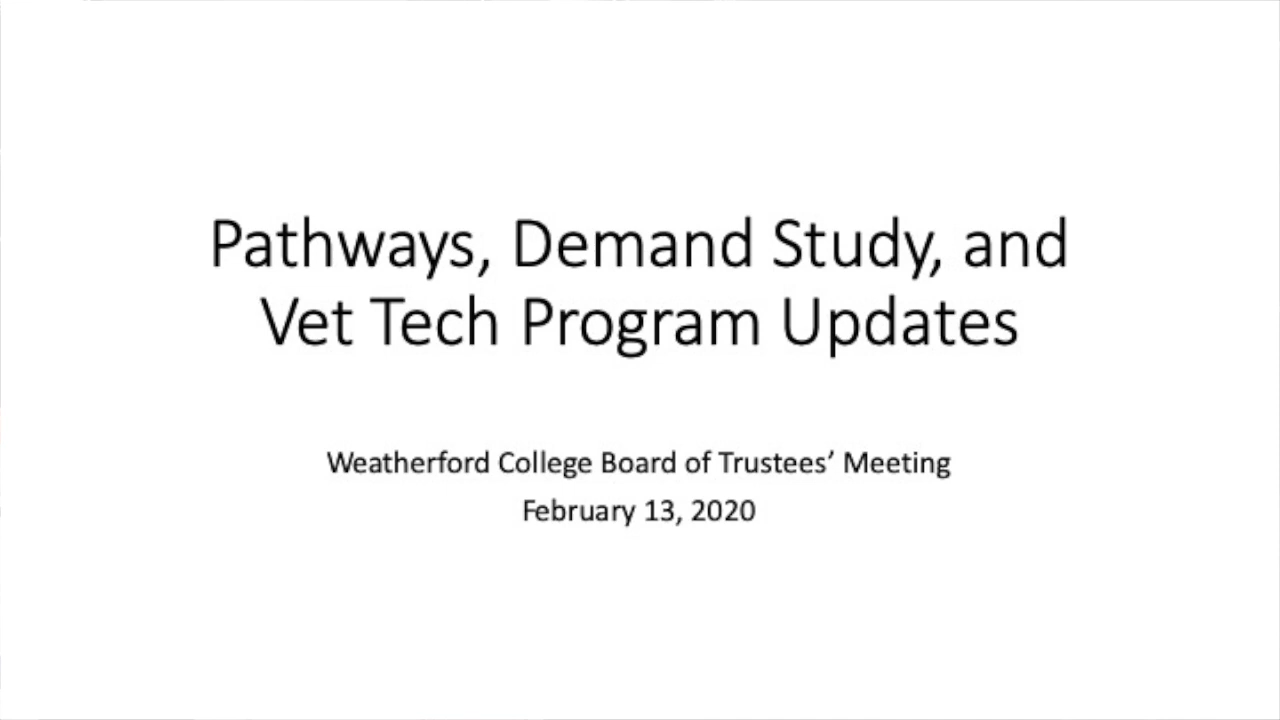 Pathways, Demand Study, and
Vet Tech Program Updates
Weatherford College Board of Trustees’ Meeting
February 13, 2020